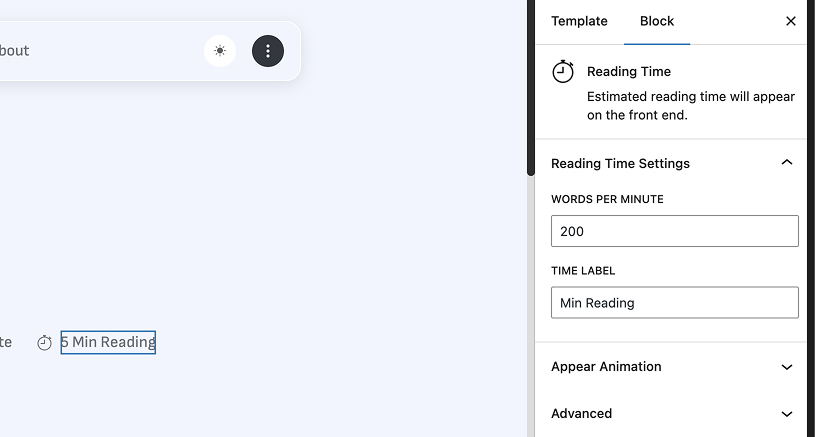 Template Block
bout
Reading Time
Estimated reading time will appear
on the front end.
Reading Time Settings
WORDS PER MINUTE
200
TIME LABEL
Min Reading
te 5 Min Reading
Appear Animation
Advanced